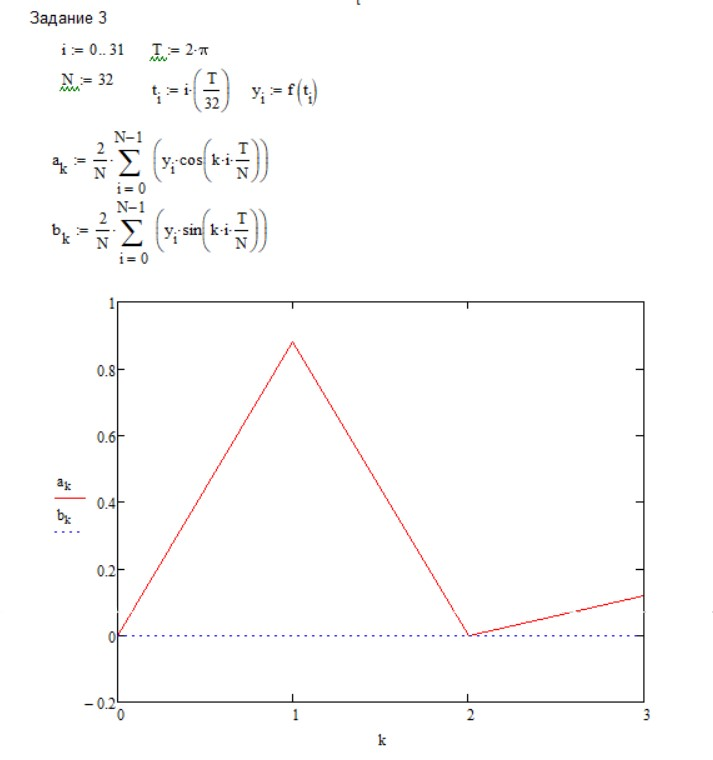 Задание 3
i := 0.. 31 T := 2·π
N := 32 t_i := i·(T/32) y_i := f(t_i)
a_k := 2/N · ∑_{i = 0}^{N−1} (y_i·cos(k·i·T/N))
b_k := 2/N · ∑_{i = 0}^{N−1} (y_i·sin(k·i·T/N))
1
0.8
0.6
a_k
0.4
b_k
0.2
0
− 0.2
0 1 2 3
k